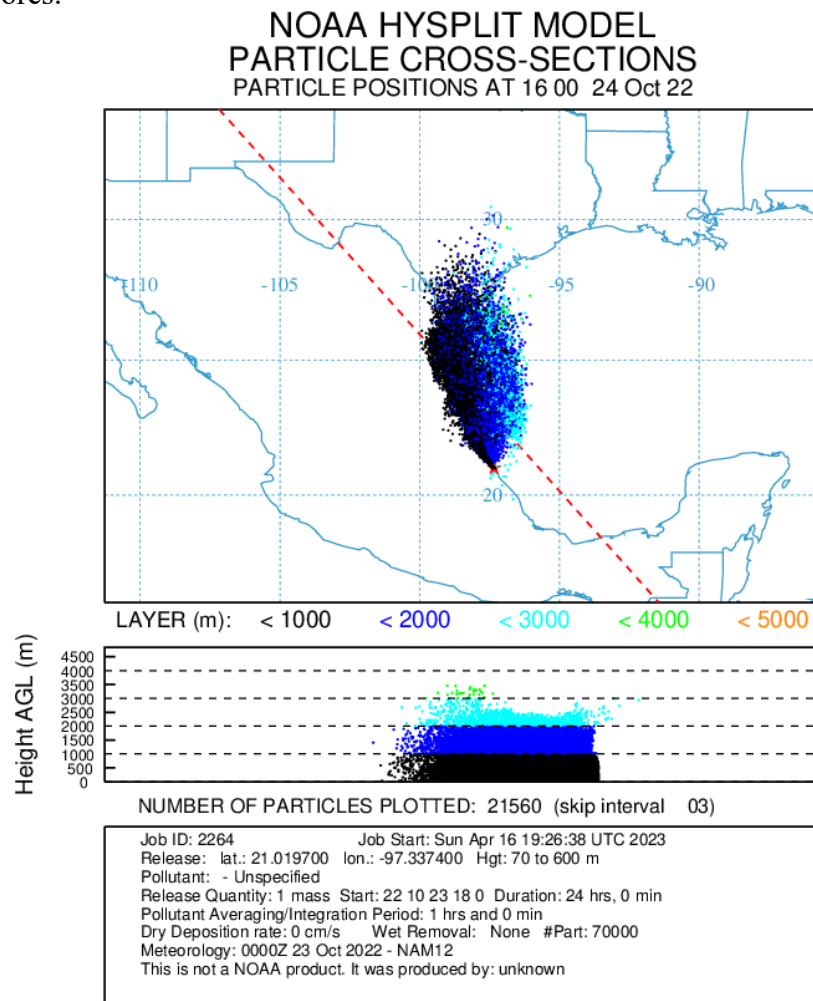 ores.
NOAA HYSPLIT MODEL
PARTICLE CROSS-SECTIONS
PARTICLE POSITIONS AT 16 00 24 Oct 22
30
-110 -105 -95 -90
20
LAYER (m): < 1000 < 2000 < 3000 < 4000 < 5000
Height AGL (m)
4500
4000
3500
3000
2500
2000
1500
1000
500
0
NUMBER OF PARTICLES PLOTTED: 21560 (skip interval 03)
Job ID: 2264 Job Start: Sun Apr 16 19:26:38 UTC 2023
Release: lat.: 21.019700 lon.: -97.337400 Hgt: 70 to 600 m
Pollutant: - Unspecified
Release Quantity: 1 mass Start: 22 10 23 18 0 Duration: 24 hrs, 0 min
Pollutant Averaging/Integration Period: 1 hrs and 0 min
Dry Deposition rate: 0 cm/s Wet Removal: None #Part: 70000
Meteorology: 0000Z 23 Oct 2022 - NAM12
This is not a NOAA product. It was produced by: unknown